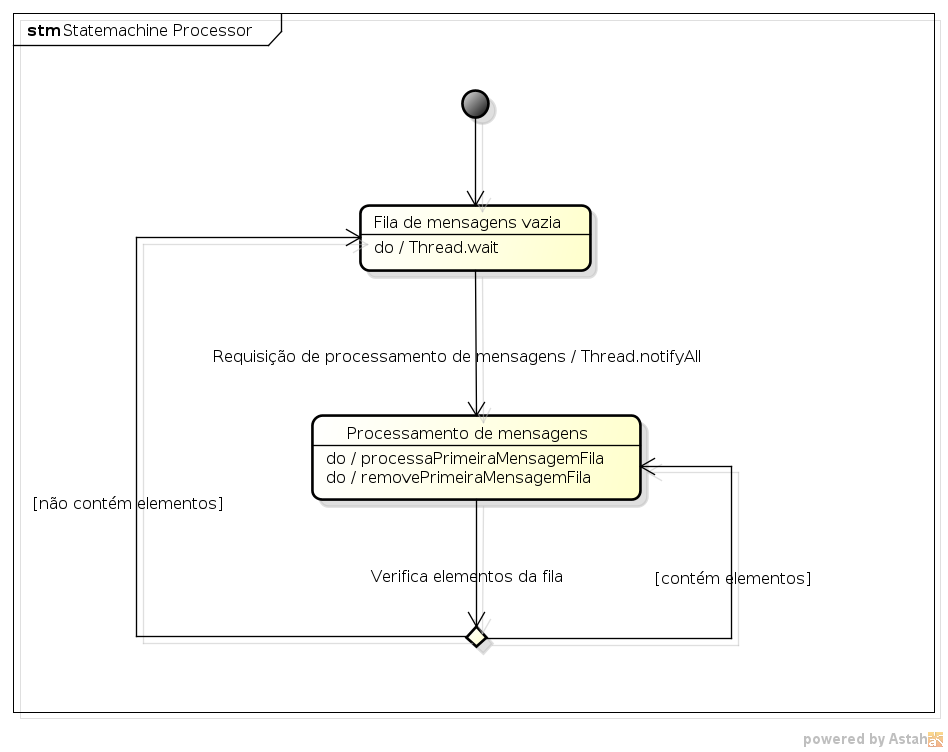 stm Statemachine Processor
Fila de mensagens vazia
do / Thread.wait
Requisição de processamento de mensagens / Thread.notifyAll
Processamento de mensagens
do / processaPrimeiraMensagemFila
do / removePrimeiraMensagemFila
[não contém elementos]
Verifica elementos da fila
[contém elementos]
powered by Astah